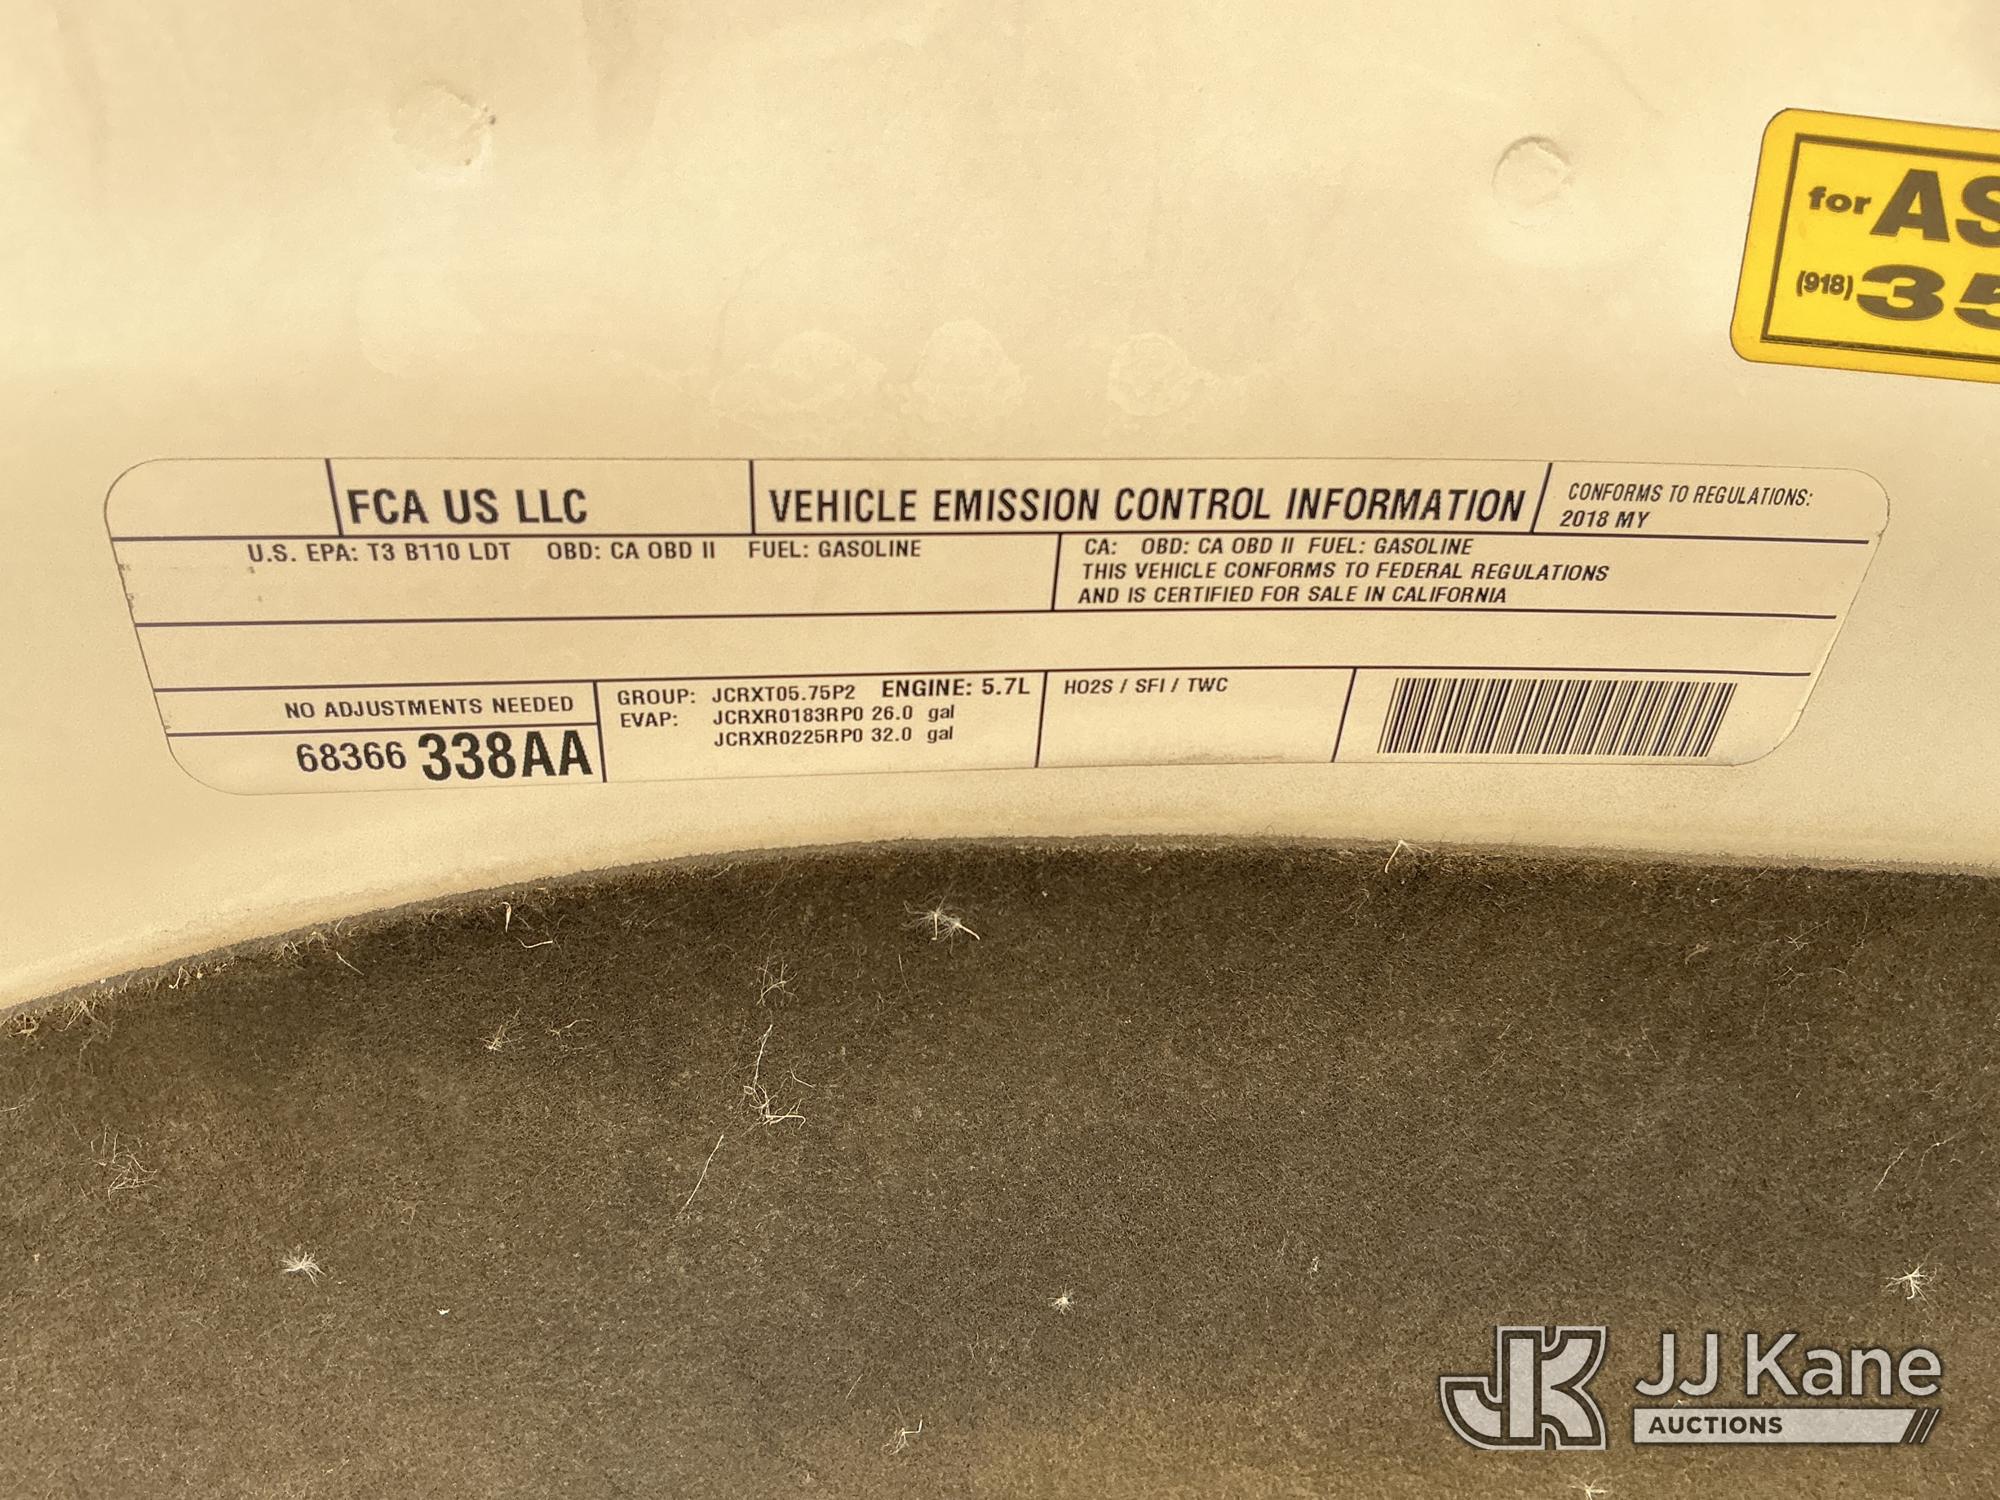 for AS
(918) 35
FCA US LLC
VEHICLE EMISSION CONTROL INFORMATION
CONFORMS TO REGULATIONS:
2018 MY
U.S. EPA: T3 B110 LDT OBD: CA OBD II FUEL: GASOLINE
CA: OBD: CA OBD II FUEL: GASOLINE
THIS VEHICLE CONFORMS TO FEDERAL REGULATIONS
AND IS CERTIFIED FOR SALE IN CALIFORNIA
NO ADJUSTMENTS NEEDED
68366 338AA
GROUP: JCRXT05.75P2 ENGINE: 5.7L
EVAP: JCRXR0183RP0 26.0 gal
JCRXR0225RP0 32.0 gal
HO2S / SFI / TWC
JK JJ Kane
AUCTIONS